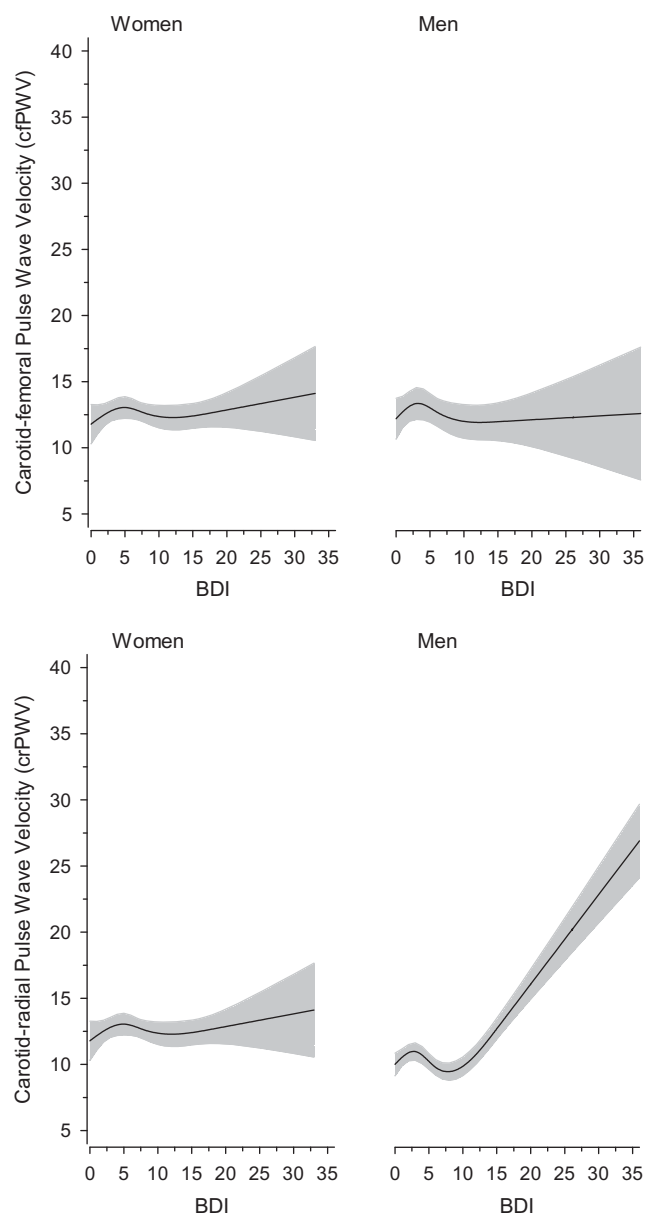 Women Men
Carotid-femoral Pulse Wave Velocity (cfPWV)
40
35
30
25
20
15
10
5
0 5 10 15 20 25 30 35 0 5 10 15 20 25 30 35
BDI BDI
Women Men
Carotid-radial Pulse Wave Velocity (crPWV)
40
35
30
25
20
15
10
5
0 5 10 15 20 25 30 35 0 5 10 15 20 25 30 35
BDI BDI